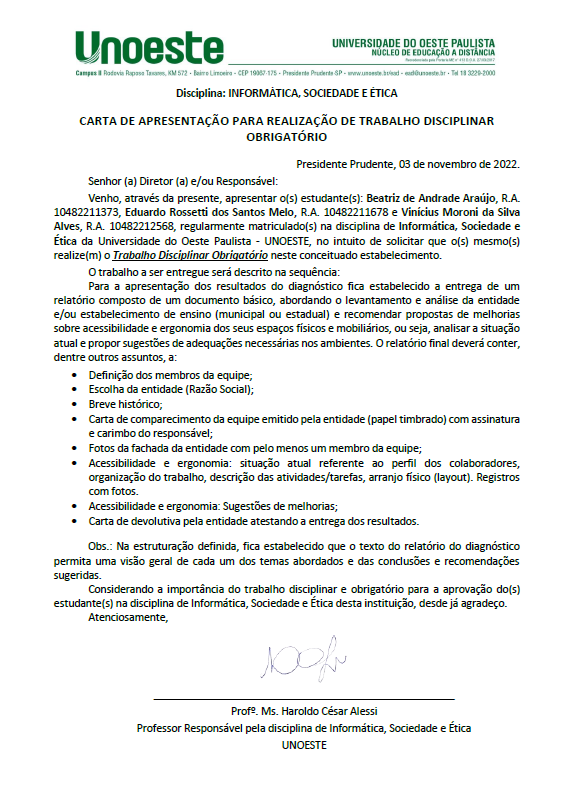 Unoeste
UNIVERSIDADE DO OESTE PAULISTA
NÚCLEO DE EDUCAÇÃO A DISTÂNCIA
Campus II Rodovia Raposo Tavares, KM 572 • Bairro Limoeiro • CEP 19067-175 • Presidente Prudente-SP • www.unoeste.br/ead • ead@unoeste.br • Tel 18 3229-2000
Disciplina: INFORMÁTICA, SOCIEDADE E ÉTICA
CARTA DE APRESENTAÇÃO PARA REALIZAÇÃO DE TRABALHO DISCIPLINAR
OBRIGATÓRIO
Presidente Prudente, 03 de novembro de 2022.
Senhor (a) Diretor (a) e/ou Responsável:
Venho, através da presente, apresentar o(s) estudante(s): Beatriz de Andrade Araújo, R.A.
10482211373, Eduardo Rossetti dos Santos Melo, R.A. 10482211678 e Vinícius Moroni da Silva
Alves, R.A. 10482212568, regularmente matriculado(s) na disciplina de Informática, Sociedade e
Ética da Universidade do Oeste Paulista - UNOESTE, no intuito de solicitar que o(s) mesmo(s)
realize(m) o Trabalho Disciplinar Obrigatório neste conceituado estabelecimento.
O trabalho a ser entregue será descrito na sequência:
Para a apresentação dos resultados do diagnóstico fica estabelecido a entrega de um
relatório composto de um documento básico, abordando o levantamento e análise da entidade
e/ou estabelecimento de ensino (municipal ou estadual) e recomendar propostas de melhorias
sobre acessibilidade e ergonomia dos seus espaços físicos e mobiliários, ou seja, analisar a situação
atual e propor sugestões de adequações necessárias nos ambientes. O relatório final deverá conter,
dentre outros assuntos, a:
• Definição dos membros da equipe;
• Escolha da entidade (Razão Social);
• Breve histórico;
• Carta de comparecimento da equipe emitido pela entidade (papel timbrado) com assinatura
e carimbo do responsável;
• Fotos da fachada da entidade com pelo menos um membro da equipe;
• Acessibilidade e ergonomia: situação atual referente ao perfil dos colaboradores,
organização do trabalho, descrição das atividades/tarefas, arranjo físico (layout). Registros
com fotos.
• Acessibilidade e ergonomia: Sugestões de melhorias;
• Carta de devolutiva pela entidade atestando a entrega dos resultados.
Obs.: Na estruturação definida, fica estabelecido que o texto do relatório do diagnóstico
permita uma visão geral de cada um dos temas abordados e das conclusões e recomendações
sugeridas.
Considerando a importância do trabalho disciplinar e obrigatório para a aprovação do(s)
estudante(s) na disciplina de Informática, Sociedade e Ética desta instituição, desde já agradeço.
Atenciosamente,
Profº. Ms. Haroldo César Alessi
Professor Responsável pela disciplina de Informática, Sociedade e Ética
UNOESTE